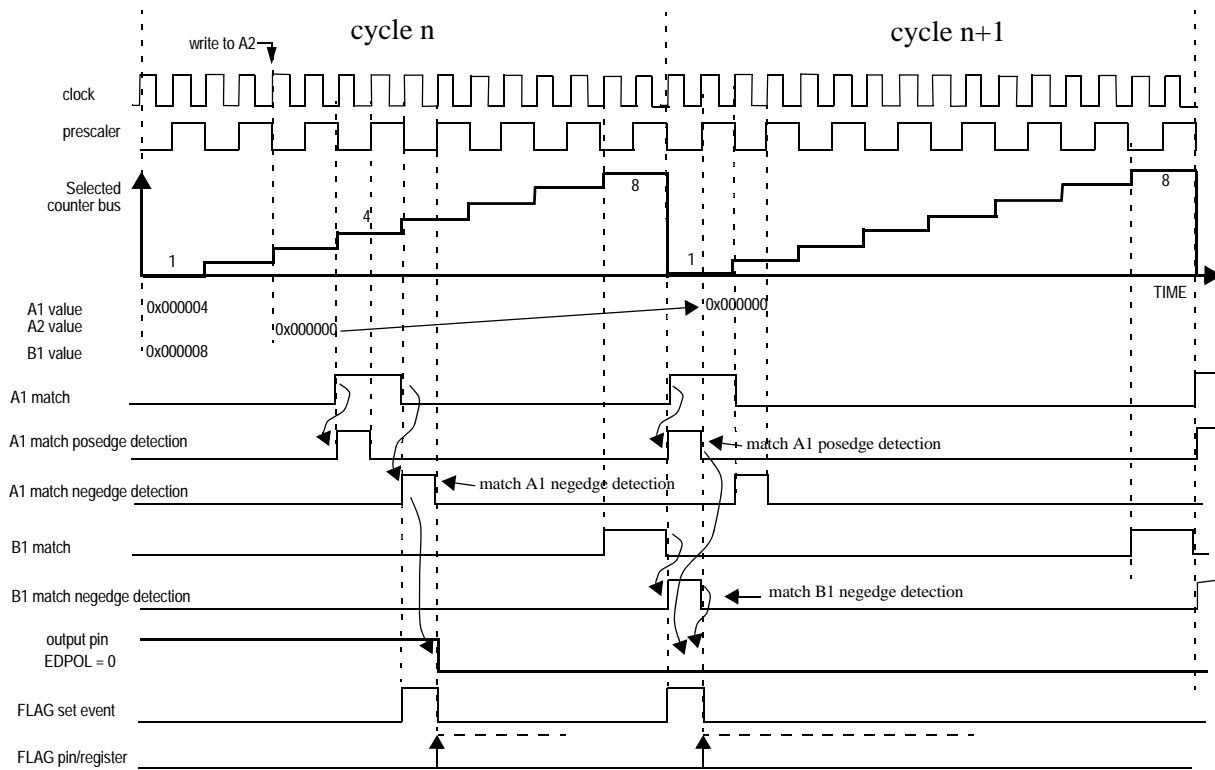 cycle n
cycle n+1
write to A2
clock
prescaler
Selected
counter bus
8
8
4
1
1
TIME
A1 value
0x000004
0x000000
A2 value
0x000000
B1 value
0x000008
A1 match
A1 match posedge detection
match A1 posedge detection
A1 match negedge detection
match A1 negedge detection
B1 match
B1 match negedge detection
match B1 negedge detection
output pin
EDPOL = 0
FLAG set event
FLAG pin/register